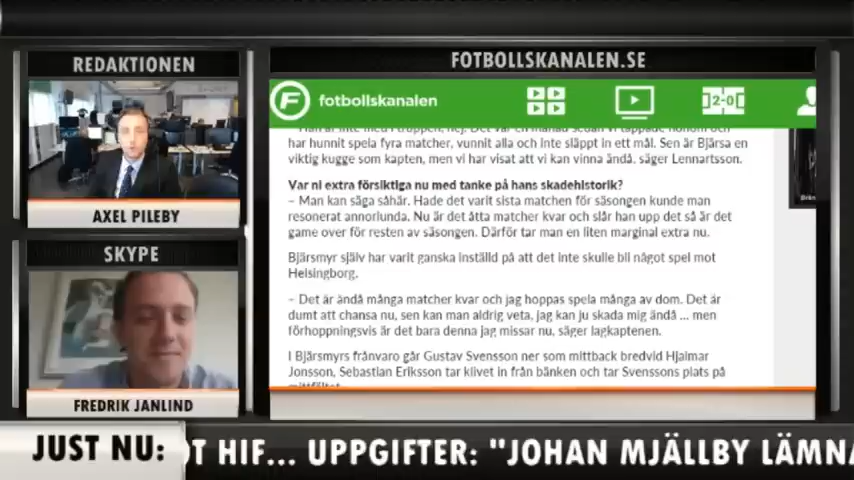 REDAKTIONEN
AXEL PILEBY
SKYPE
FREDRIK JANLIND
FOTBOLLSKANALEN.SE
F fotbollskanalen
2-0
har hunnit spela fyra matcher, vunnit alla och inte släppt in ett mål. Sen är Bjärsa en
viktig kugge som kapten, men vi har visat att vi kan vinna ändå, säger Lennartsson.
Var ni extra försiktiga nu med tanke på hans skadehistorik?
– Man kan säga såhär. Hade det varit sista matchen för säsongen kunde man
resonerat annorlunda. Nu är det åtta matcher kvar och slår han upp det så är det
game over för resten av säsongen. Därför tar man en liten marginal extra nu.
Bjärsmyr själv har varit ganska inställd på att det inte skulle bli något spel mot
Helsingborg.
– Det är ändå många matcher kvar och jag hoppas spela många av dom. Det är
dumt att chansa nu, sen kan man aldrig veta, jag kan ju skada mig ändå ... men
förhoppningsvis är det bara denna jag missar nu, säger lagkaptenen.
I Bjärsmyrs frånvaro går Gustav Svensson ner som mittback bredvid Hjalmar
Jonsson, Sebastian Eriksson tar klivet in från bänken och tar Svenssons plats på
JUST NU: OT HIF... UPPGIFTER: "JOHAN MJÄLLBY LÄMNA